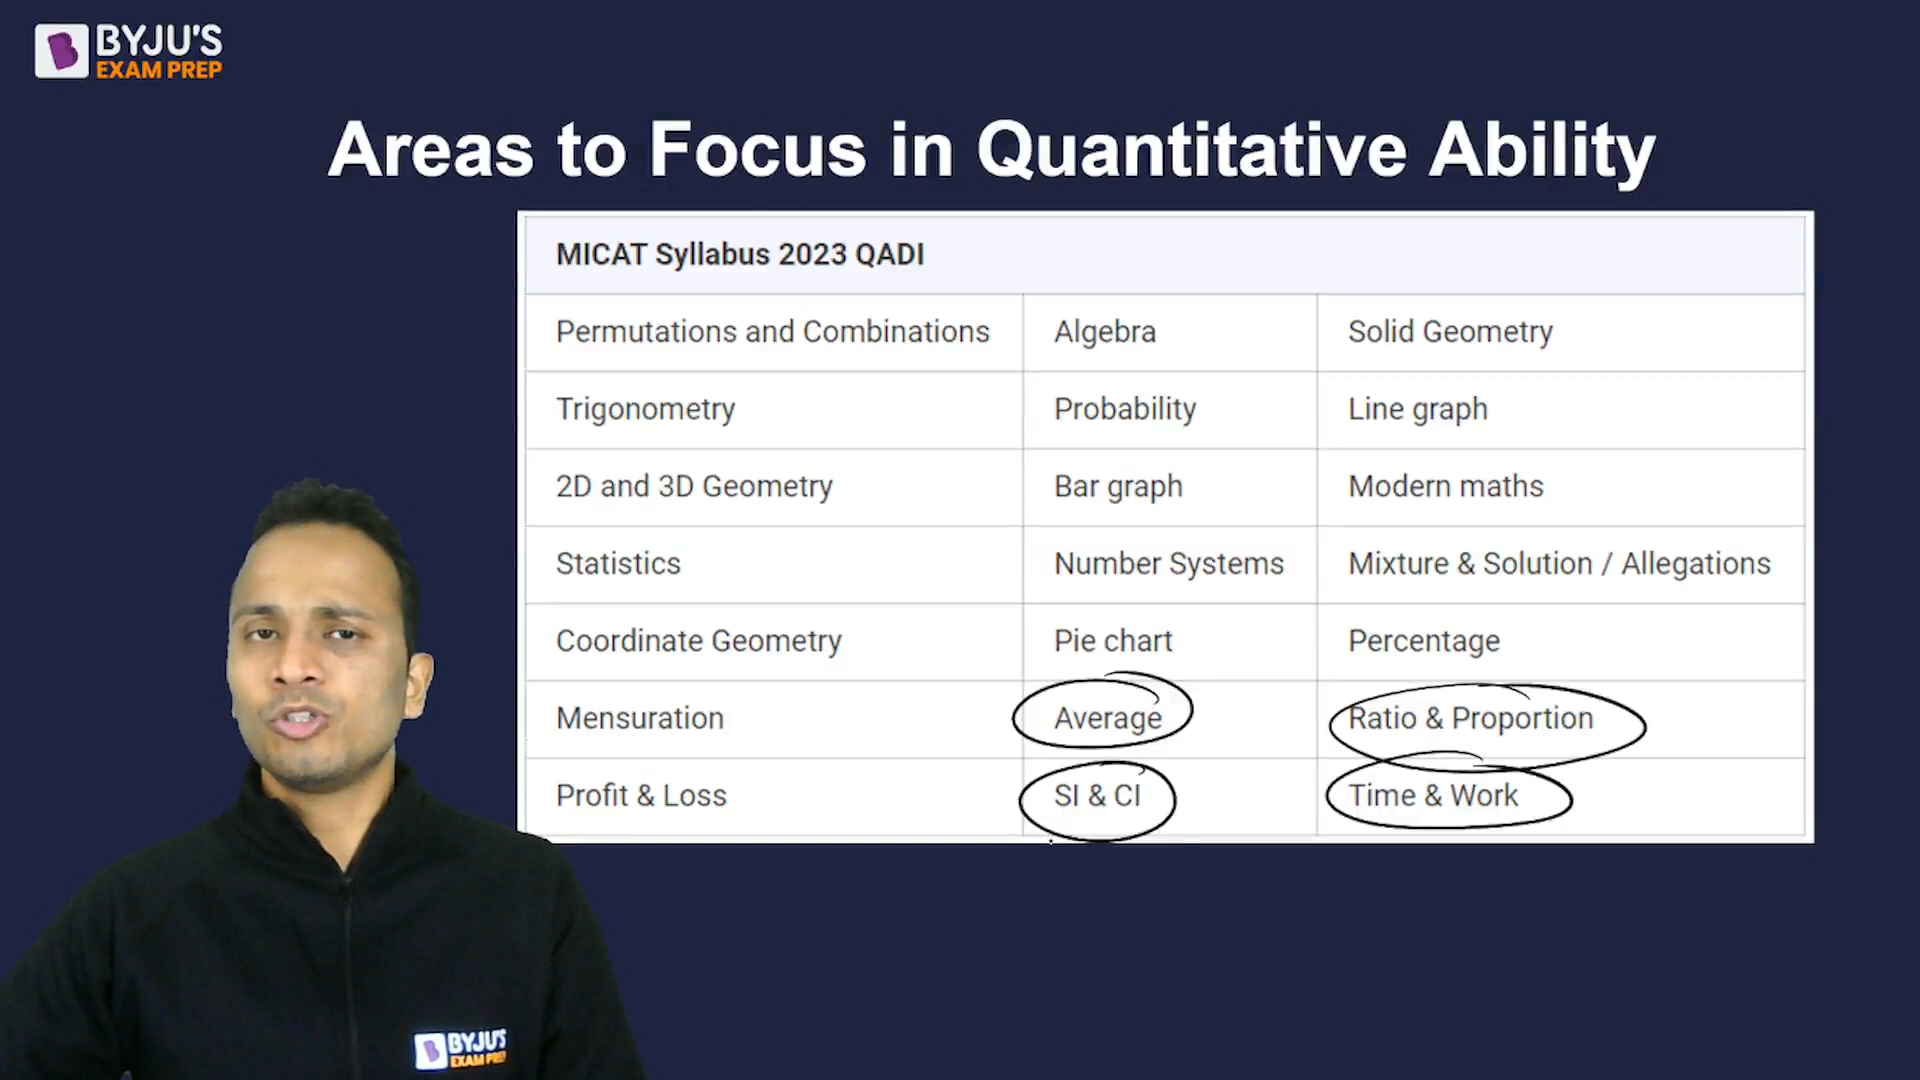 BYJU'S
EXAM PREP
Areas to Focus in Quantitative Ability
MICAT Syllabus 2023 QADI
Permutations and Combinations Algebra Solid Geometry
Trigonometry Probability Line graph
2D and 3D Geometry Bar graph Modern maths
Statistics Number Systems Mixture & Solution / Allegations
Coordinate Geometry Pie chart Percentage
Mensuration Average Ratio & Proportion
Profit & Loss SI & CI Time & Work
BYJU'S
EXAM PREP